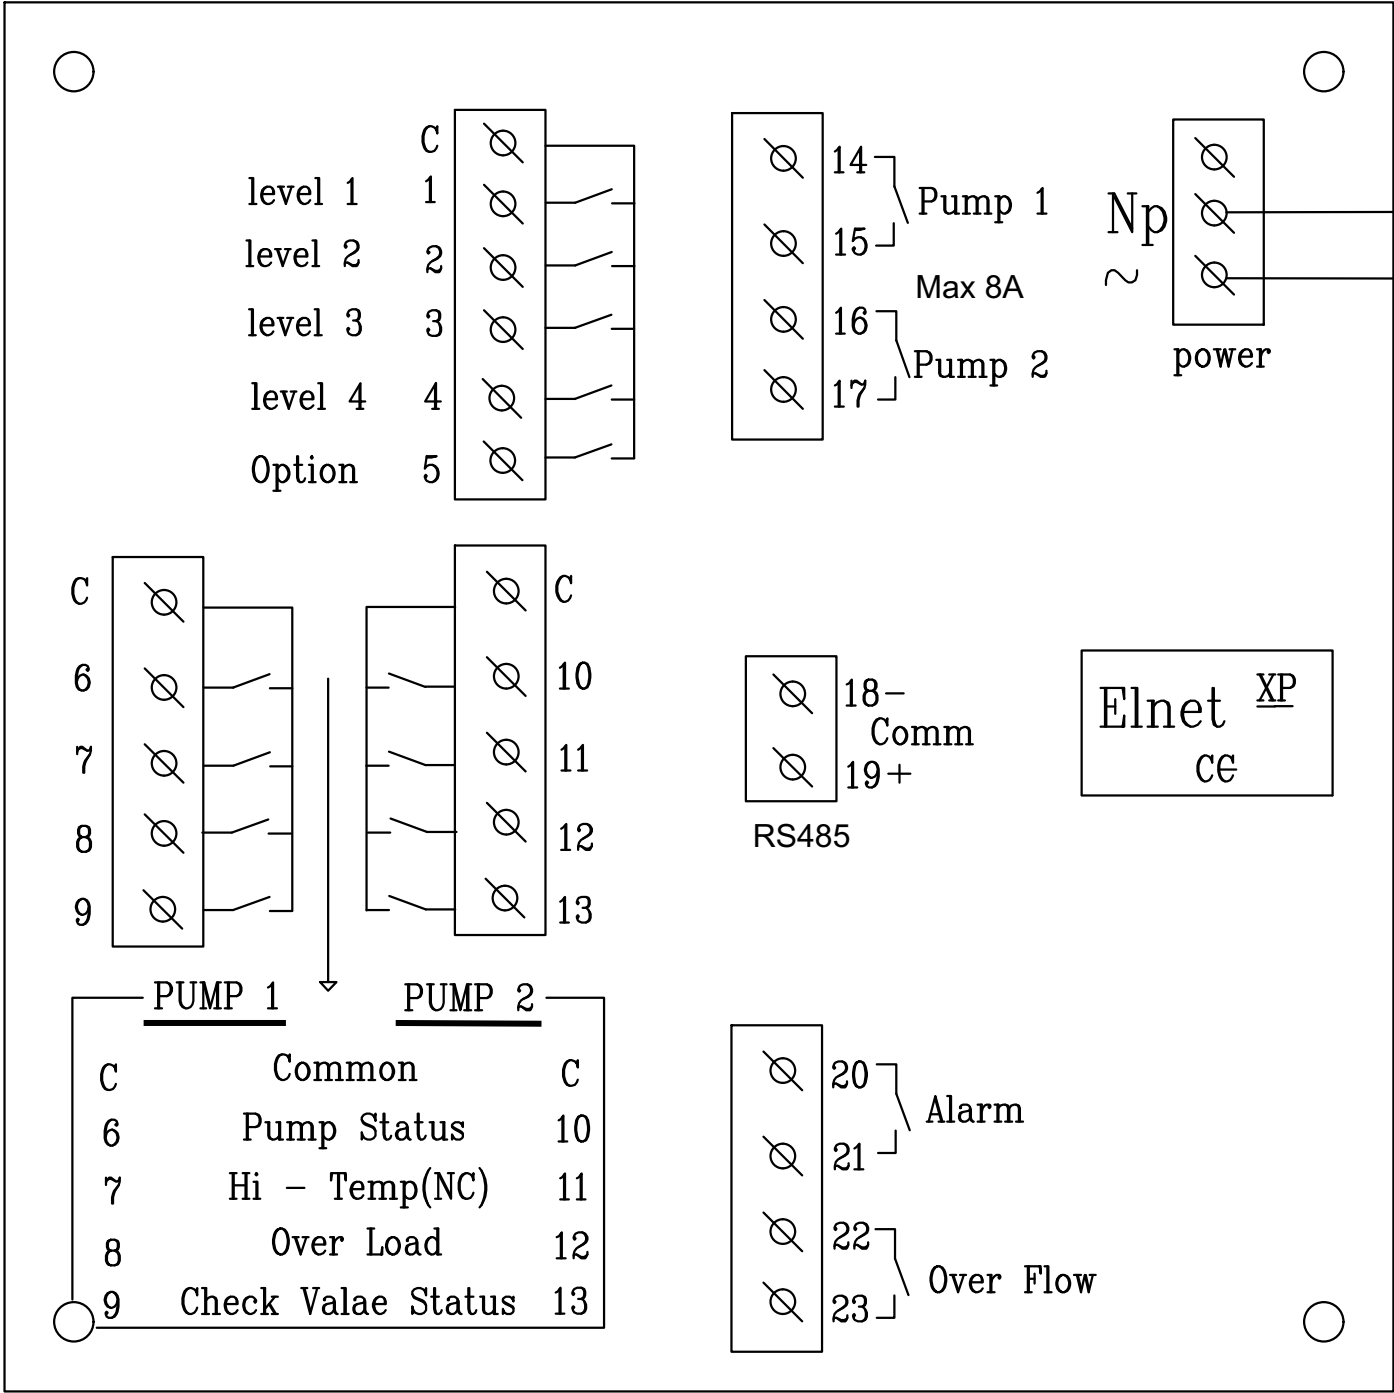 C
level 1 1
level 2 2
level 3 3
level 4 4
Option 5
14
Pump 1
15
Max 8A
16
Pump 2
17
Np
~
power
C
6
7
8
9
C
10
11
12
13
18-
Comm
19+
RS485
Elnet XP
CE
PUMP 1 PUMP 2
C Common C
6 Pump Status 10
7 Hi - Temp(NC) 11
8 Over Load 12
9 Check Valae Status 13
20
Alarm
21
22
Over Flow
23